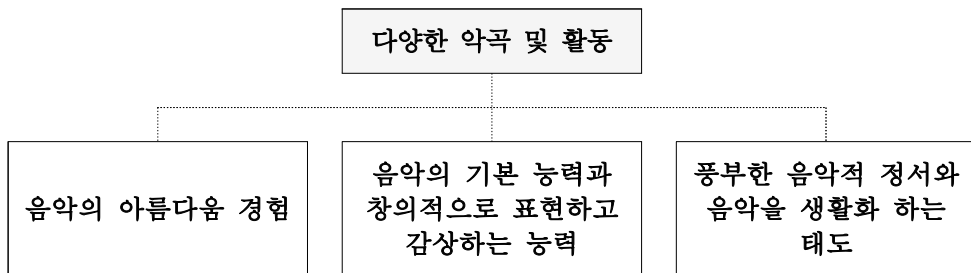 다양한 악곡 및 활동
음악의 아름다움 경험
음악의 기본 능력과
창의적으로 표현하고
감상하는 능력
풍부한 음악적 정서와
음악을 생활화 하는
태도